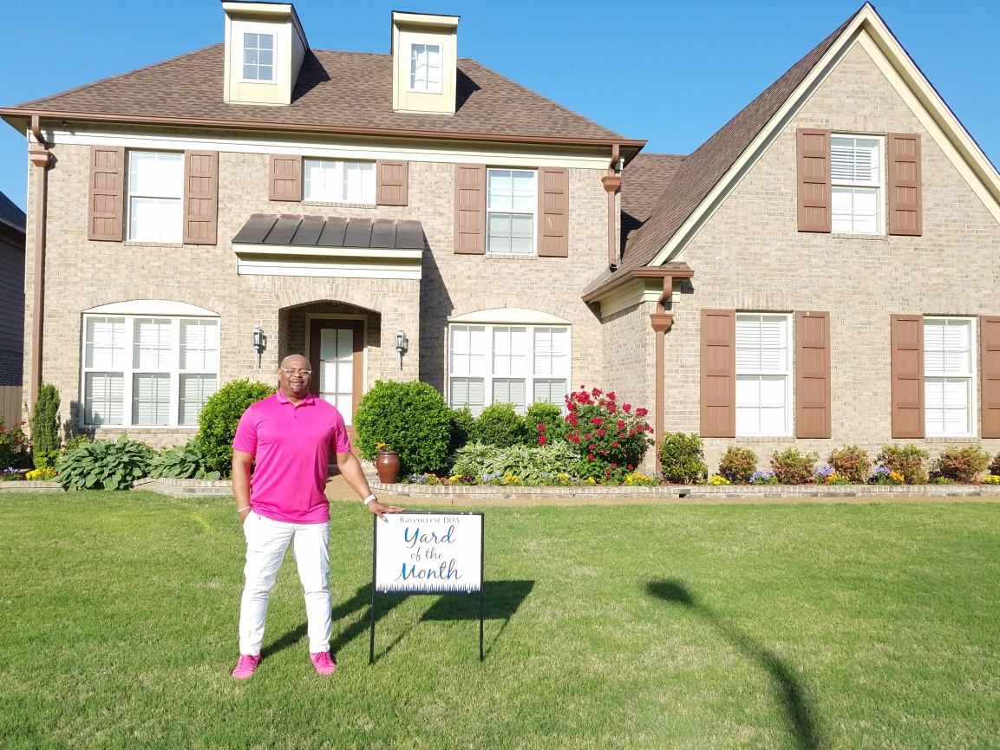 Ravencrest HOA
Yard
of the
Month